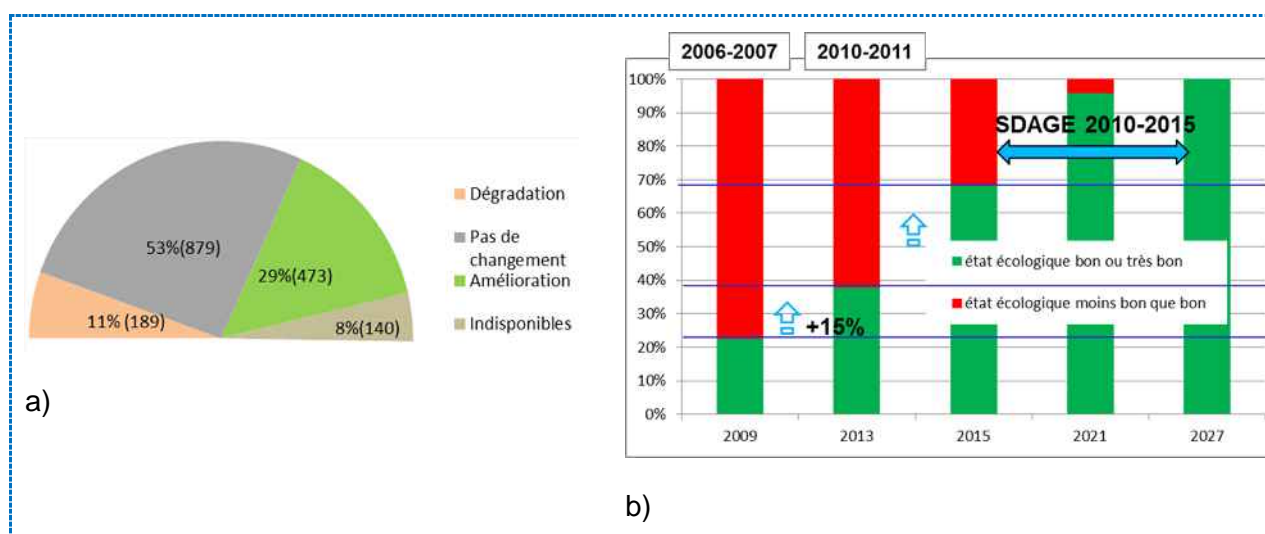 53%(879)
29%(473)
11% (189)
8%(140)
Dégradation
Pas de
changement
Amélioration
Indisponibles
a)
2006-2007
2010-2011
100%
90%
80%
70%
60%
50%
40%
30%
20%
10%
0%
SDAGE 2010-2015
état écologique bon ou très bon
état écologique moins bon que bon
+15%
2009
2013
2015
2021
2027
b)